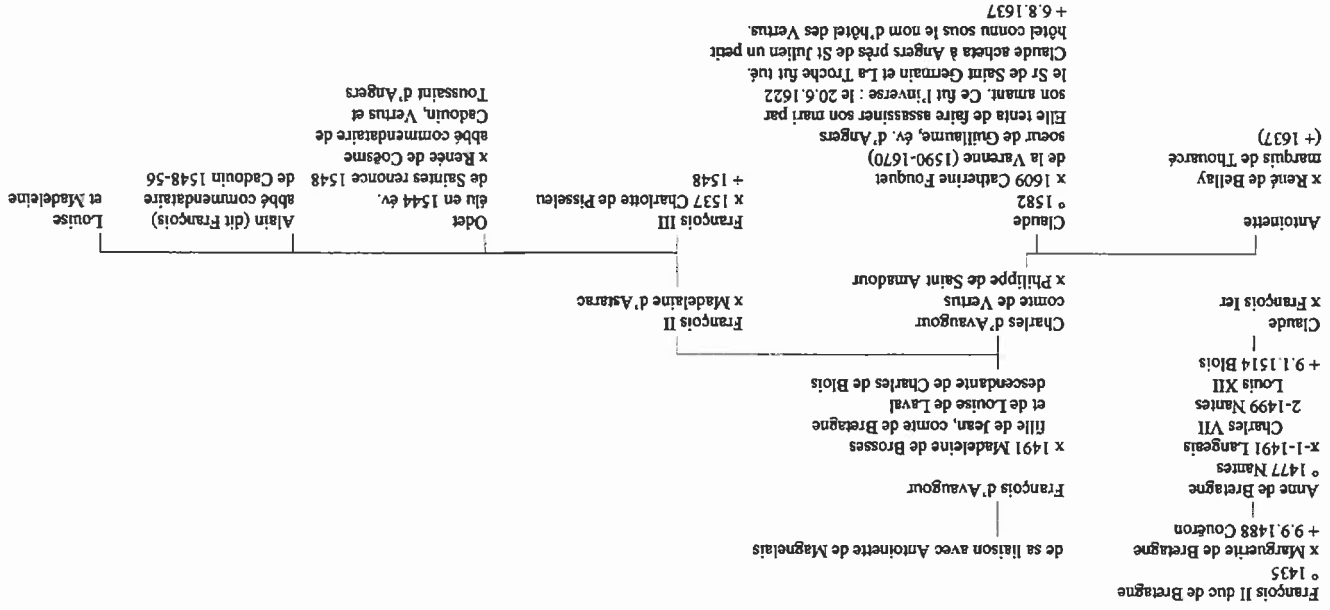 François II duc de Bretagne
° 1435
x Marguerite de Bretagne
+ 9.9.1488 Couëron
de sa liaison avec Antoinette de Magnelais
Anne de Bretagne
° 1477 Nantes
x-1-1491 Langeais
Charles VII
2-1499 Nantes
Louis XII
+ 9.1.1514 Blois
François d'Avaugour
x 1491 Madeleine de Brosses
fille de Jean, comte de Bretagne
et de Louise de Laval
descendante de Charles de Blois
Claude
x François Ier
Charles d'Avaugour
comte de Vertus
x Philippe de Saint Amadour
François II
x Madelaine d'Astarac
Antoinette
x René de Bellay
marquis de Thouarcé
(+ 1637)
Claude
° 1582
x 1609 Catherine Fouquet
de la Varenne (1590-1670)
soeur de Guillaume, év. d'Angers
Elle tenta de faire assassiner son mari par
son amant. Ce fut l'inverse : le 20.6.1622
le Sr de Saint Germain et La Troche fut tué.
Claude acheta à Angers près de St Julien un petit
hôtel connu sous le nom d'hôtel des Vertus.
+ 6.8.1637
François III
x 1537 Charlotte de Pisseleu
+ 1548
Odet
élu en 1544 év.
de Saintes renonce 1548
x Renée de Coësme
abbé commendataire de
Cadouin, Vertus et
Toussaint d'Angers
Alain (dit François)
abbé commendataire
de Cadouin 1548-56
Louise
et Madeleine